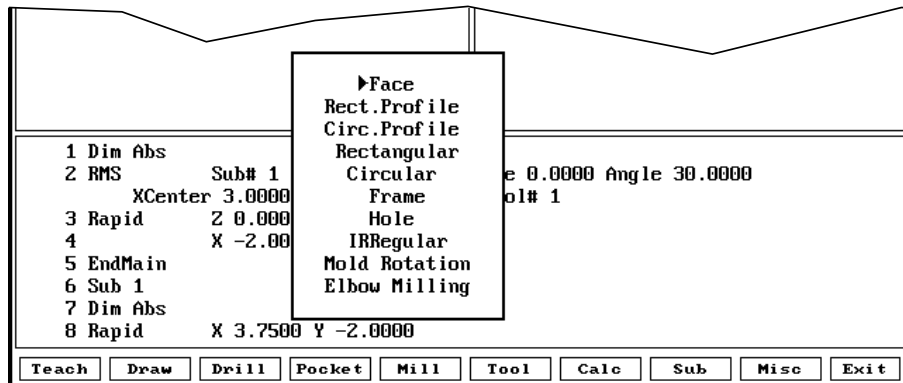 Face
Rect.Profile
Circ.Profile
Rectangular
Circular
Frame
Hole
IRRegular
Mold Rotation
Elbow Milling
1 Dim Abs
2 RMS Sub# 1 e 0.0000 Angle 30.0000
XCenter 3.0000 ol# 1
3 Rapid Z 0.000
4 X -2.00
5 EndMain
6 Sub 1
7 Dim Abs
8 Rapid X 3.7500 Y -2.0000
Teach Draw Drill Pocket Mill Tool Calc Sub Misc Exit